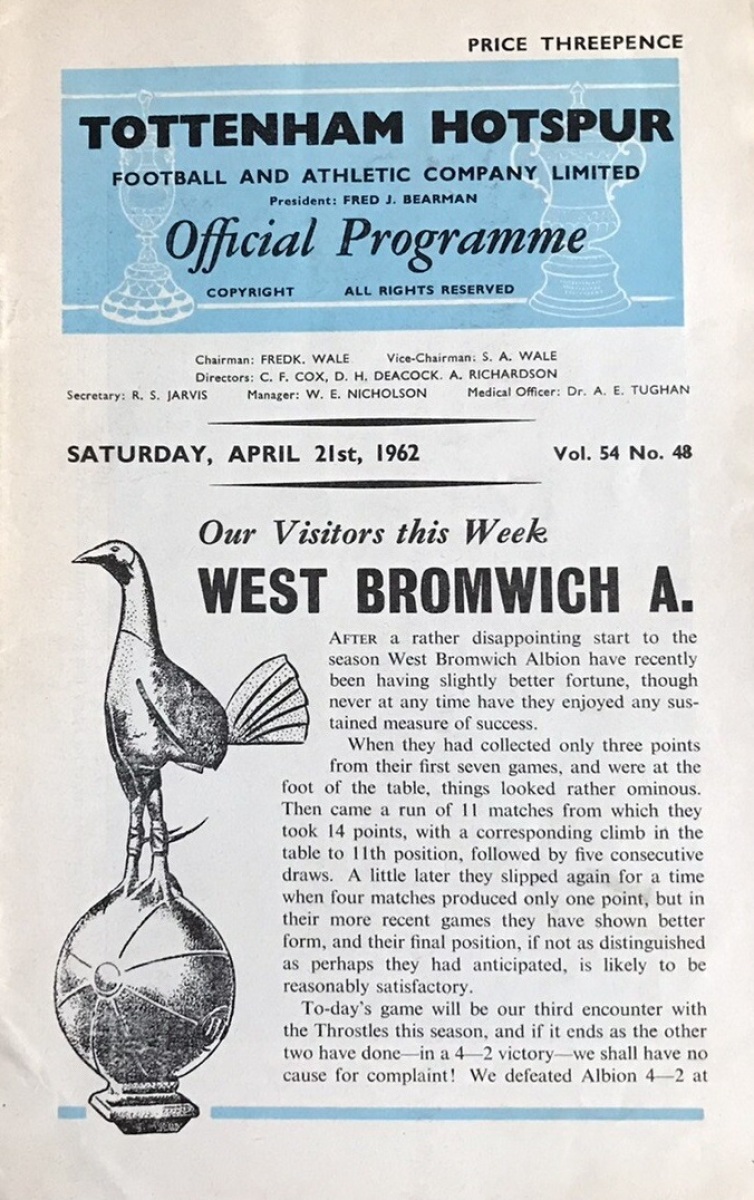 PRICE THREEPENCE
TOTTENHAM HOTSPUR
FOOTBALL AND ATHLETIC COMPANY LIMITED
President: FRED J. BEARMAN
Official Programme
COPYRIGHT ALL RIGHTS RESERVED
Chairman: FREDK. WALE Vice-Chairman: S. A. WALE
Directors: C. F. COX, D. H. DEACOCK. A. RICHARDSON
Secretary: R. S. JARVIS Manager: W. E. NICHOLSON Medical Officer: Dr. A. E. TUGHAN
SATURDAY, APRIL 21st, 1962 Vol. 54 No. 48
Our Visitors this Week
WEST BROMWICH A.
AFTER a rather disappointing start to the
season West Bromwich Albion have recently
been having slightly better fortune, though
never at any time have they enjoyed any sus-
tained measure of success.
When they had collected only three points
from their first seven games, and were at the
foot of the table, things looked rather ominous.
Then came a run of 11 matches from which they
took 14 points, with a corresponding climb in the
table to 11th position, followed by five consecutive
draws. A little later they slipped again for a time
when four matches produced only one point, but in
their more recent games they have shown better
form, and their final position, if not as distinguished
as perhaps they had anticipated, is likely to be
reasonably satisfactory.
To-day's game will be our third encounter with
the Throstles this season, and if it ends as the other
two have done—in a 4—2 victory—we shall have no
cause for complaint! We defeated Albion 4—2 at